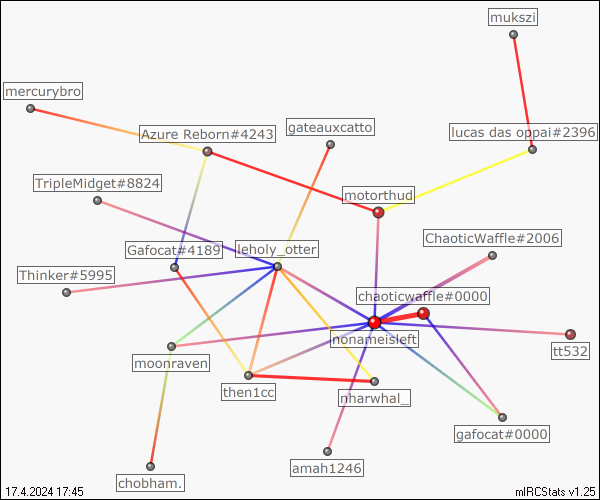 mukszi
mercurybro
Azure Reborn#4243
gateauxcatto
lucas das oppai#2396
TripleMidget#8824
motorthud
Gafocat#4189
leholy_otter
ChaoticWaffle#2006
Thinker#5995
chaoticwaffle#0000
nonameisleft
moonraven
tt532
then1cc
nharwhal_
gafocat#0000
amah1246
chobham.
17.4.2024 17:45
mIRCStats v1.25